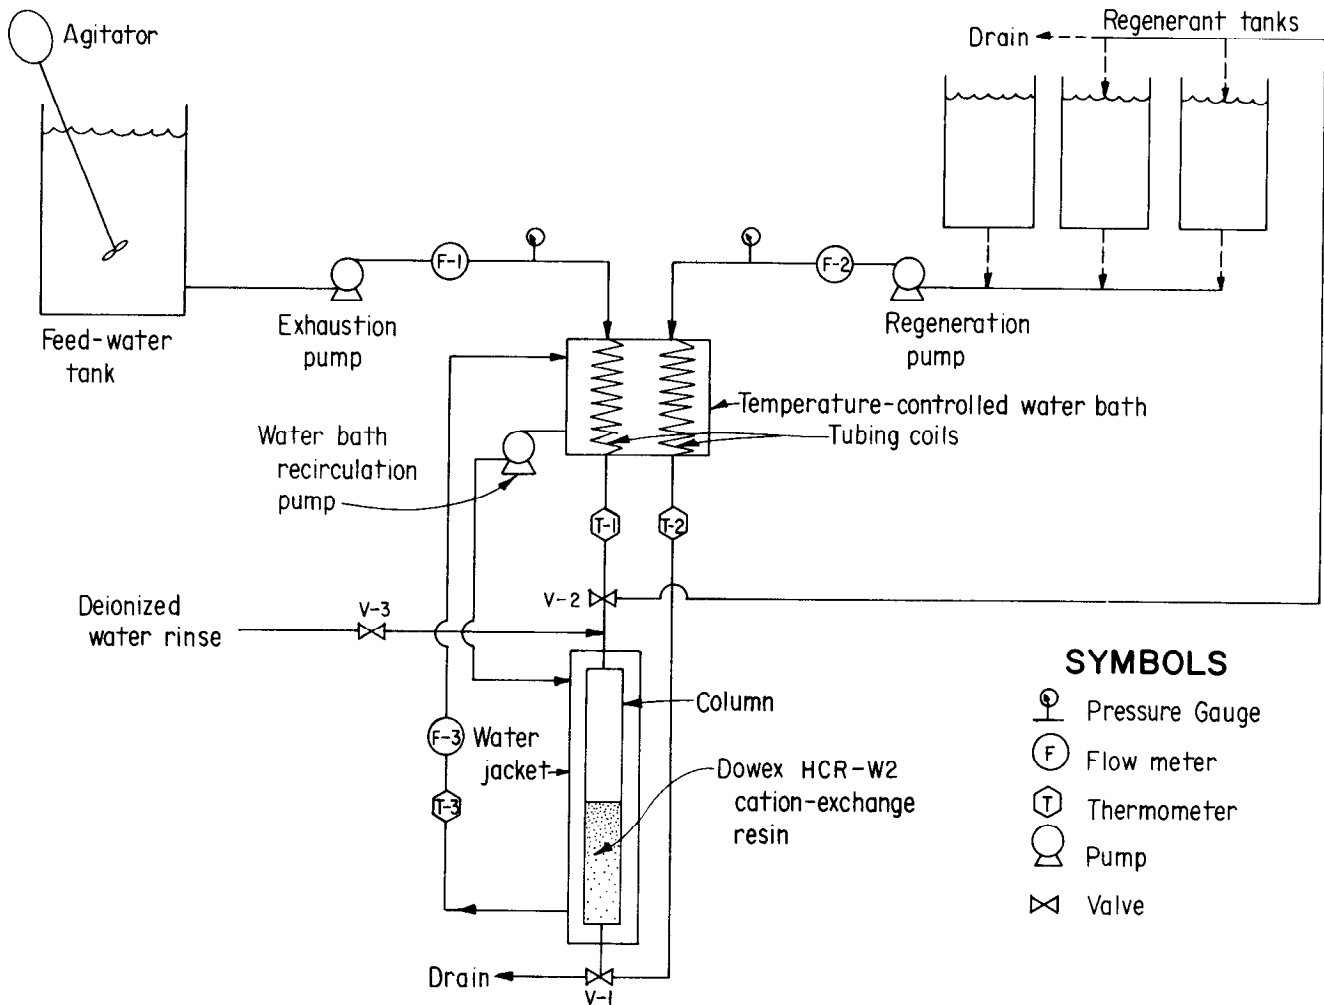 Agitator
Regenerant tanks
Drain
F-1
F-2
Exhaustion
pump
Regeneration
pump
Feed-water
tank
Temperature-controlled water bath
Tubing coils
Water bath
recirculation
pump
T-1
T-2
V-2
Deionized
water rinse
V-3
SYMBOLS
Pressure Gauge
F
Flow meter
T
Thermometer
Pump
Valve
Column
F-3
Water
jacket
T-3
Dowex HCR-W2
cation-exchange
resin
Drain
V-1